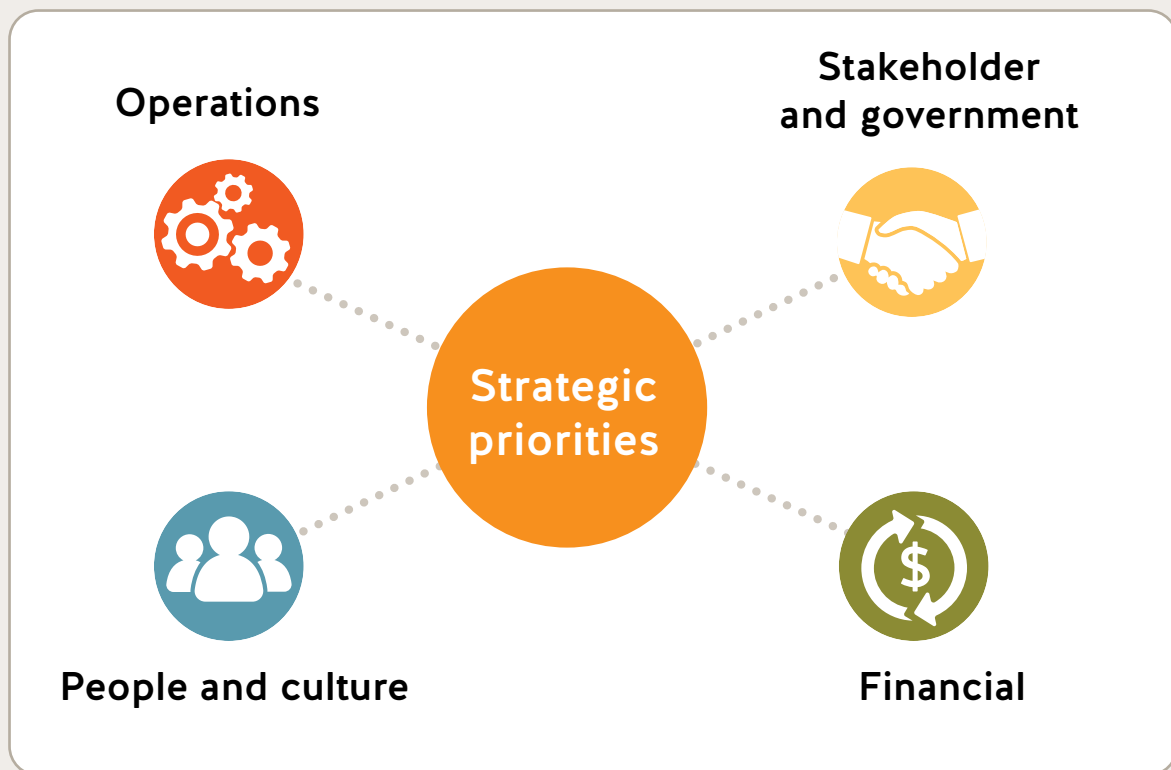 Operations
Stakeholder
and government
Strategic
priorities
$
People and culture
Financial